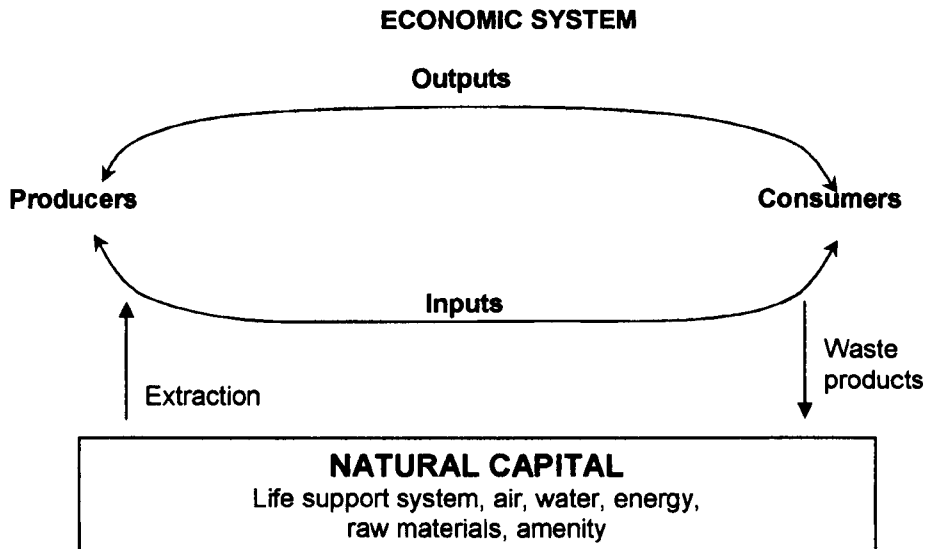 ECONOMIC SYSTEM
Outputs
Producers
Consumers
Inputs
Extraction
Waste
products
NATURAL CAPITAL
Life support system, air, water, energy,
raw materials, amenity